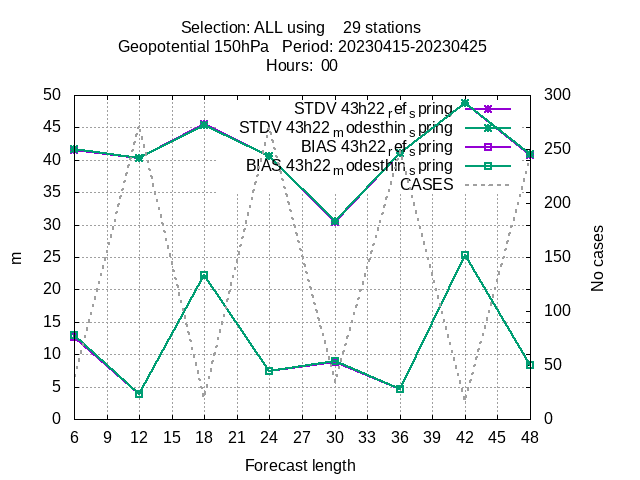 Selection: ALL using    29 stations
Geopotential 150hPa   Period: 20230415-20230425
Hours:  00
STDV 43h22_ref_spring
STDV 43h22_modesthin_spring
BIAS 43h22_ref_spring
BIAS 43h22_modesthin_spring
CASES
50
45
40
35
30
25
20
15
10
5
0
m
300
250
200
150
100
50
0
No cases
6 9 12 15 18 21 24 27 30 33 36 39 42 45 48
Forecast length